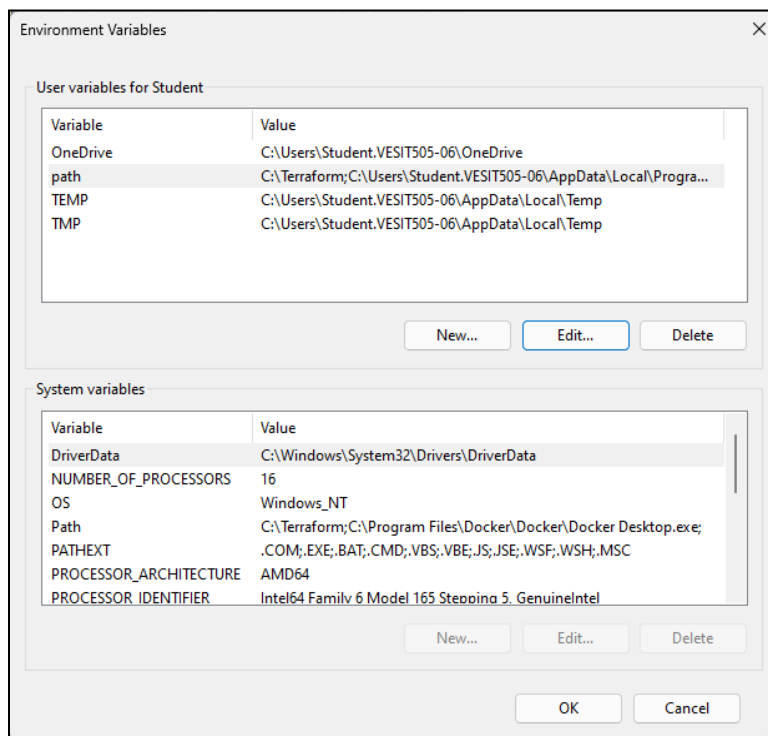 Environment Variables
User variables for Student
Variable Value
OneDrive C:\Users\Student.VESIT505-06\OneDrive
path C:\Terraform;C:\Users\Student.VESIT505-06\AppData\Local\Progra...
TEMP C:\Users\Student.VESIT505-06\AppData\Local\Temp
TMP C:\Users\Student.VESIT505-06\AppData\Local\Temp
New... Edit... Delete
System variables
Variable Value
DriverData C:\Windows\System32\Drivers\DriverData
NUMBER_OF_PROCESSORS 16
OS Windows_NT
Path C:\Terraform;C:\Program Files\Docker\Docker\Docker Desktop.exe;
PATHEXT .COM;.EXE;.BAT;.CMD;.VBS;.VBE;.JS;.JSE;.WSF;.WSH;.MSC
PROCESSOR_ARCHITECTURE AMD64
PROCESSOR_IDENTIFIER Intel64 Family 6 Model 165 Stepping 5, GenuineIntel
New... Edit... Delete
OK Cancel